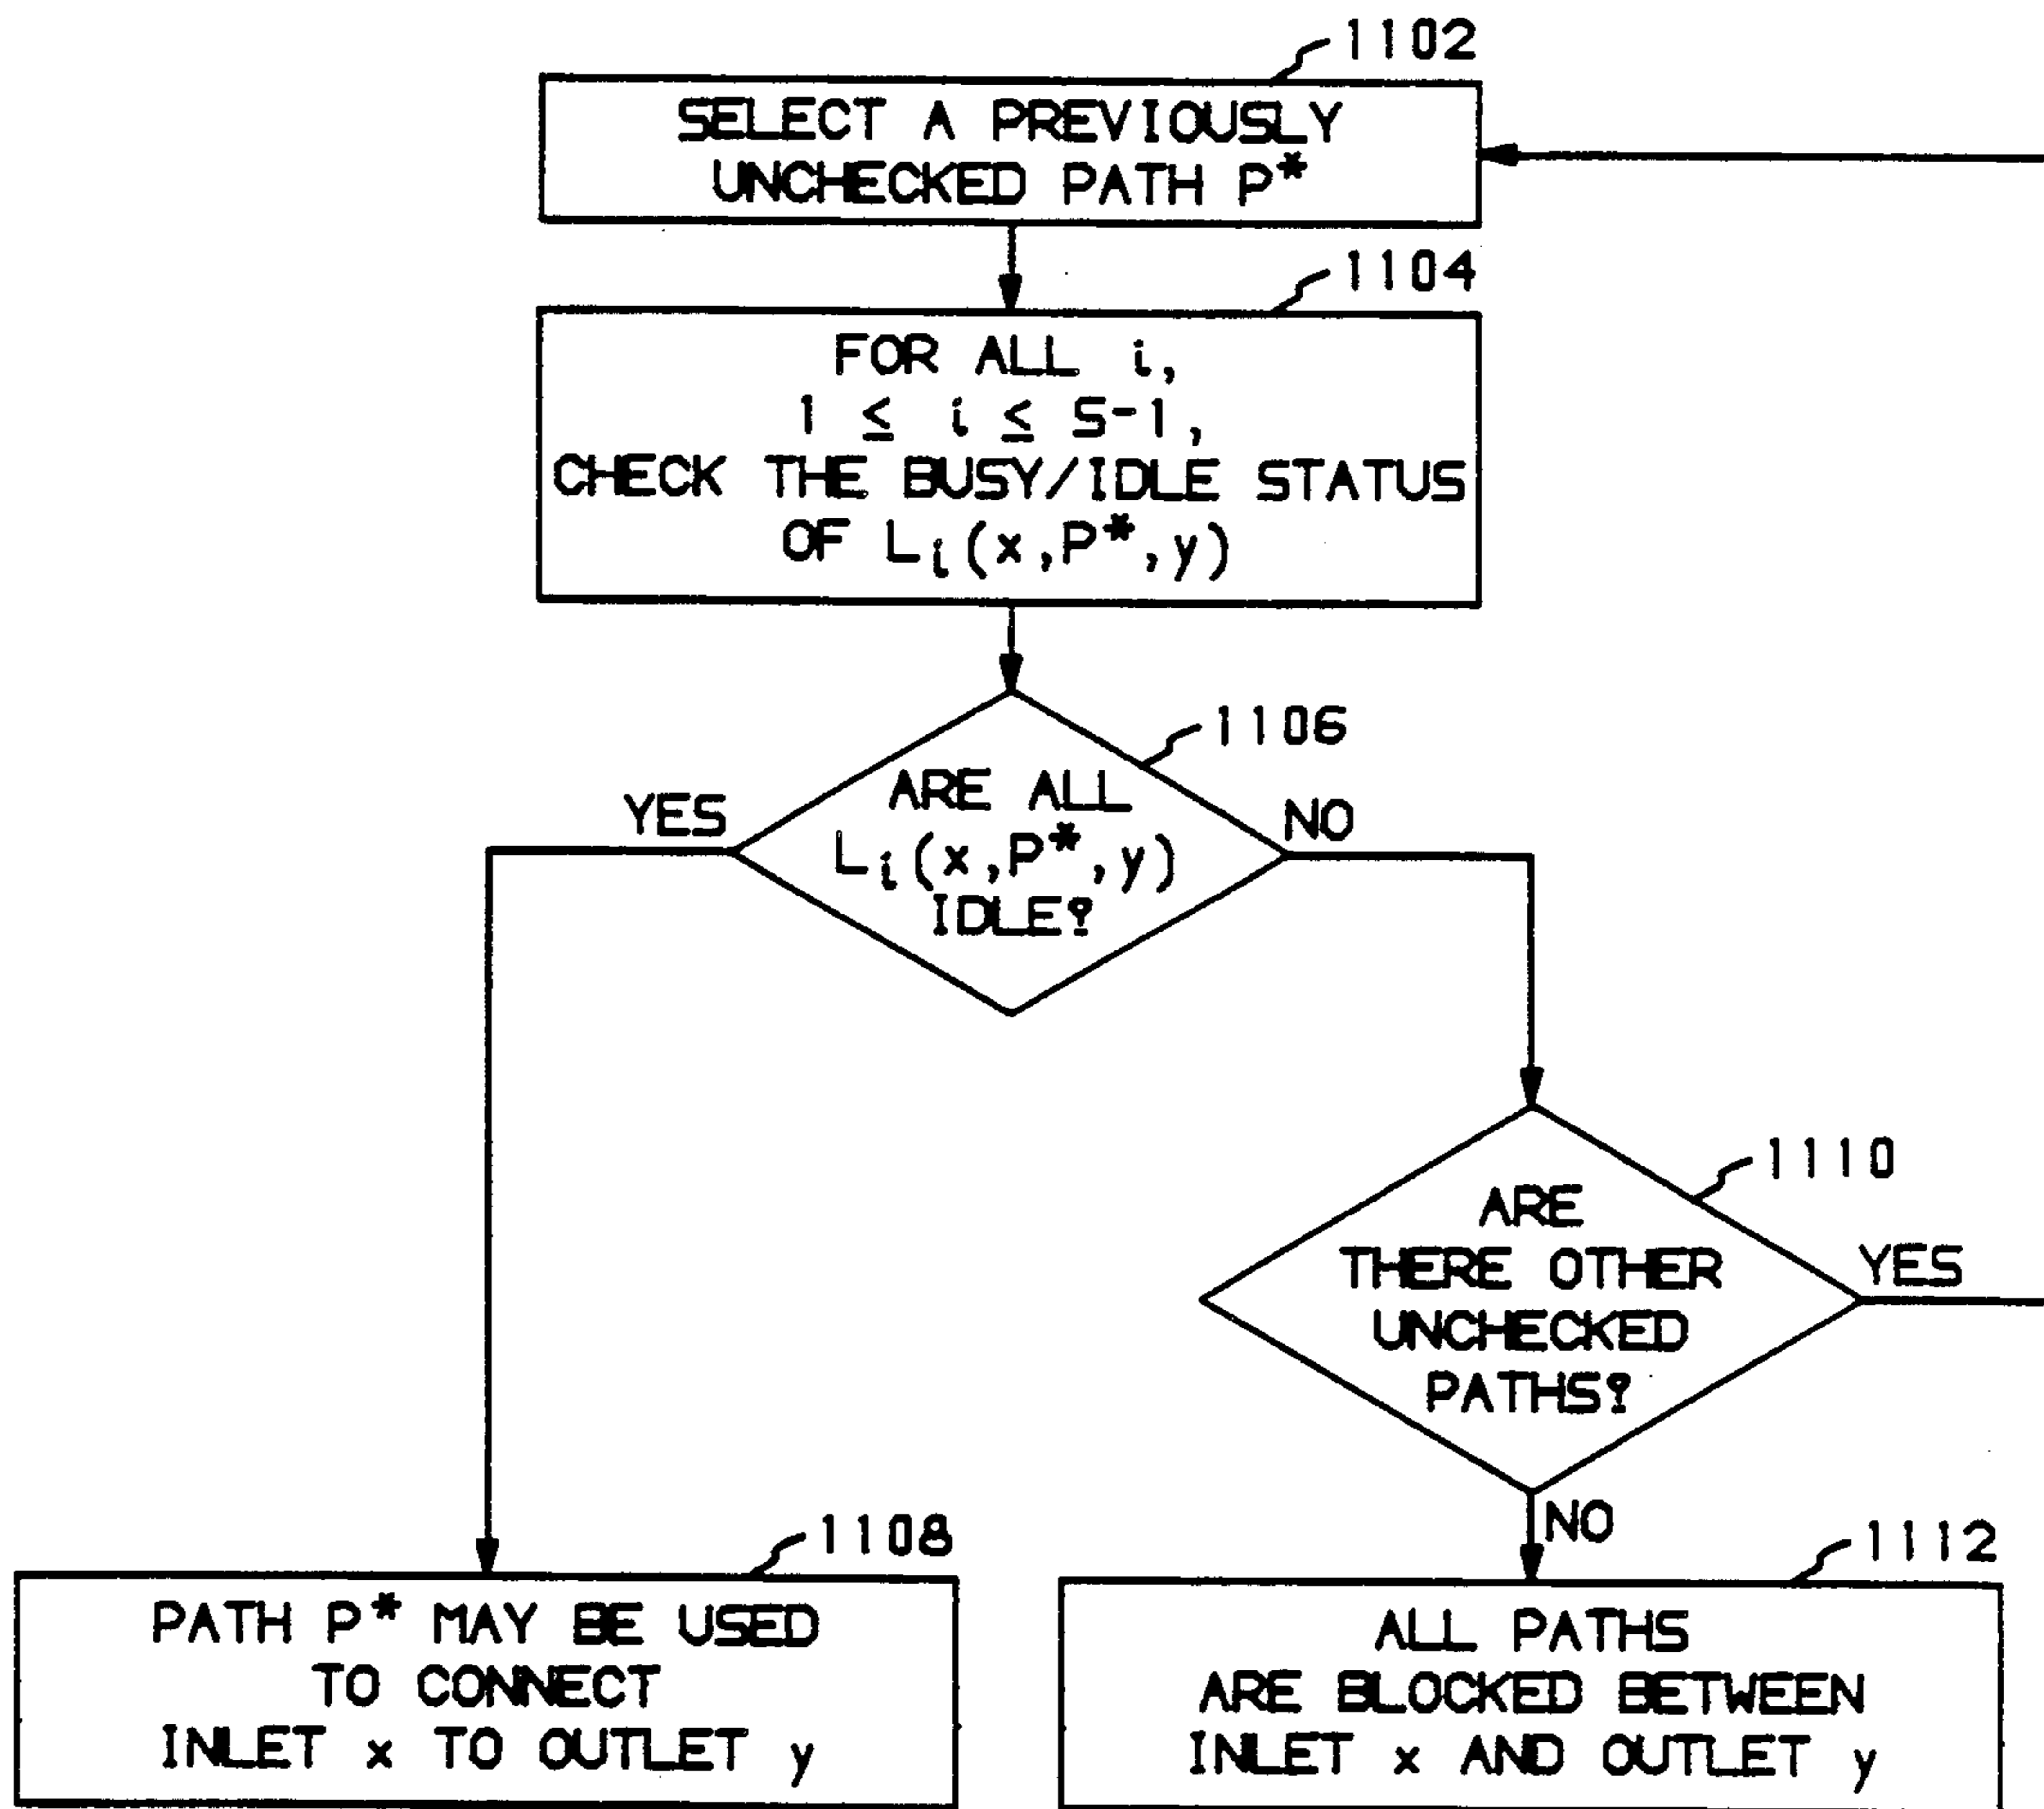 1102
SELECT A PREVIOUSLY
UNCHECKED PATH P*
1104
FOR ALL i,
1 ≤ i ≤ S-1,
CHECK THE BUSY/IDLE STATUS
OF Li(x,P*,y)
1106
ARE ALL
Li(x,P*,y)
IDLE?
YES
NO
1110
ARE
THERE OTHER
UNCHECKED
PATHS?
YES
NO
1108
PATH P* MAY BE USED
TO CONNECT
INLET x TO OUTLET y
1112
ALL PATHS
ARE BLOCKED BETWEEN
INLET x AND OUTLET y